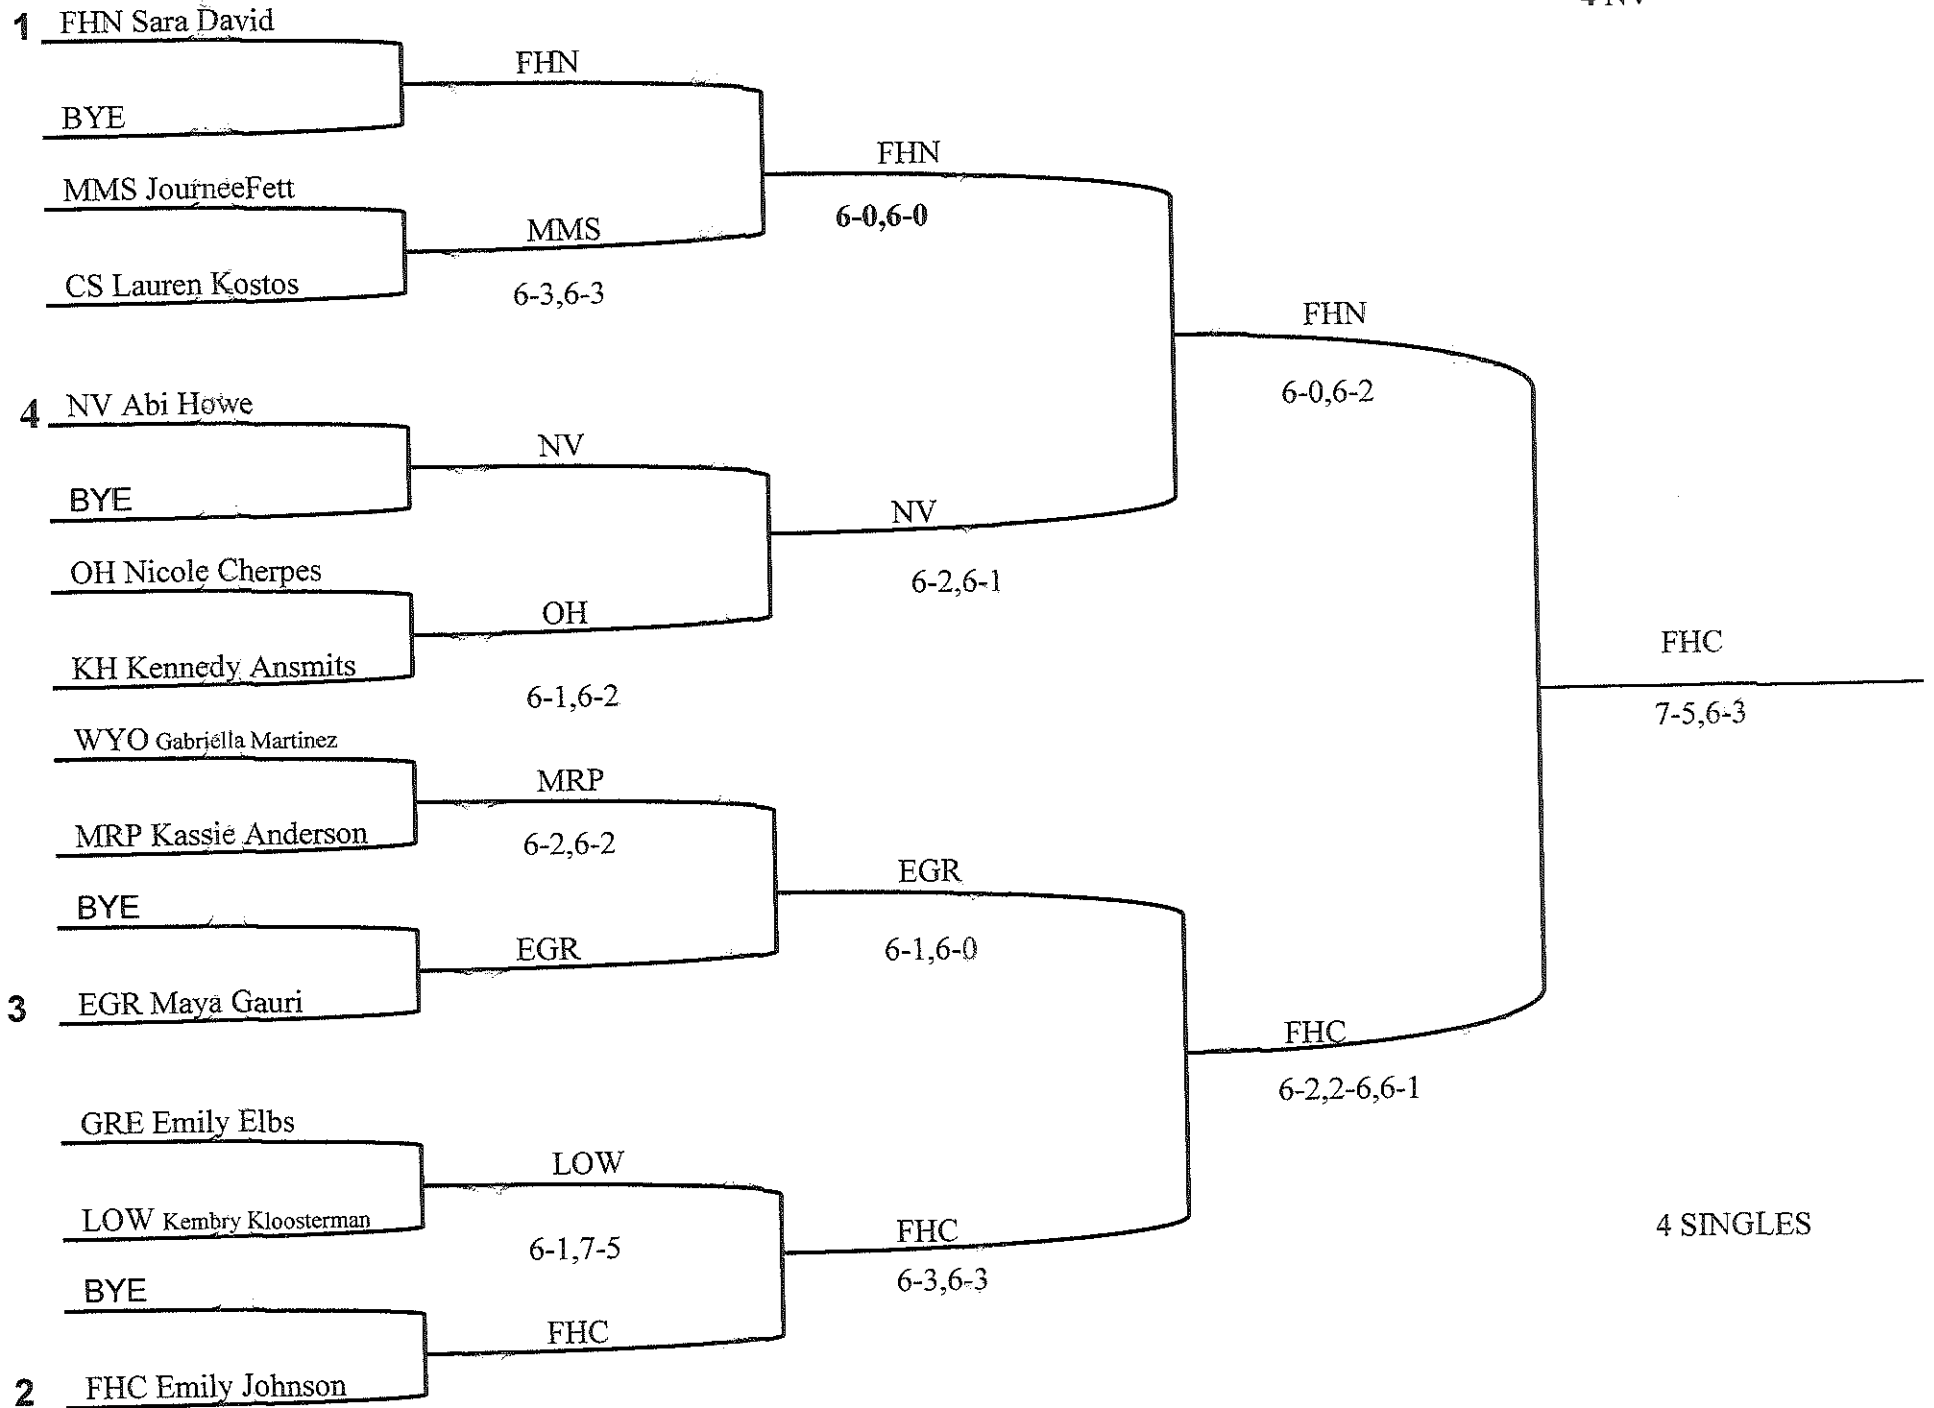 4 NV
1 FHN Sara David
FHN
BYE
FHN
MMS JourneeFett
6-0,6-0
MMS
CS Lauren Kostos
6-3,6-3
FHN
6-0,6-2
4 NV Abi Howe
NV
BYE
NV
OH Nicole Cherpes
6-2,6-1
OH
KH Kennedy Ansmits
6-1,6-2
FHC
7-5,6-3
WYO Gabriella Martinez
MRP
MRP Kassie Anderson
6-2,6-2
EGR
BYE
EGR
6-1,6-0
3 EGR Maya Gauri
FHC
6-2,2-6,6-1
GRE Emily Elbs
LOW
LOW Kembry Kloosterman
6-1,7-5
FHC
6-3,6-3
4 SINGLES
BYE
FHC
2 FHC Emily Johnson